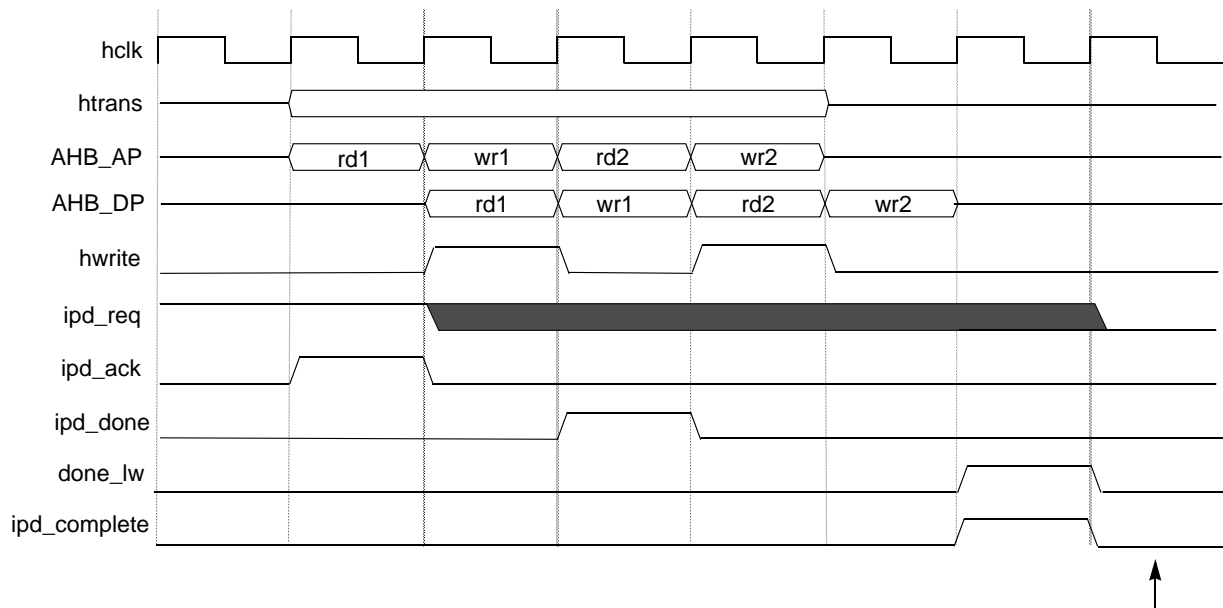 hclk
htrans
AHB_AP rd1 wr1 rd2 wr2
AHB_DP rd1 wr1 rd2 wr2
hwrite
ipd_req
ipd_ack
ipd_done
done_lw
ipd_complete